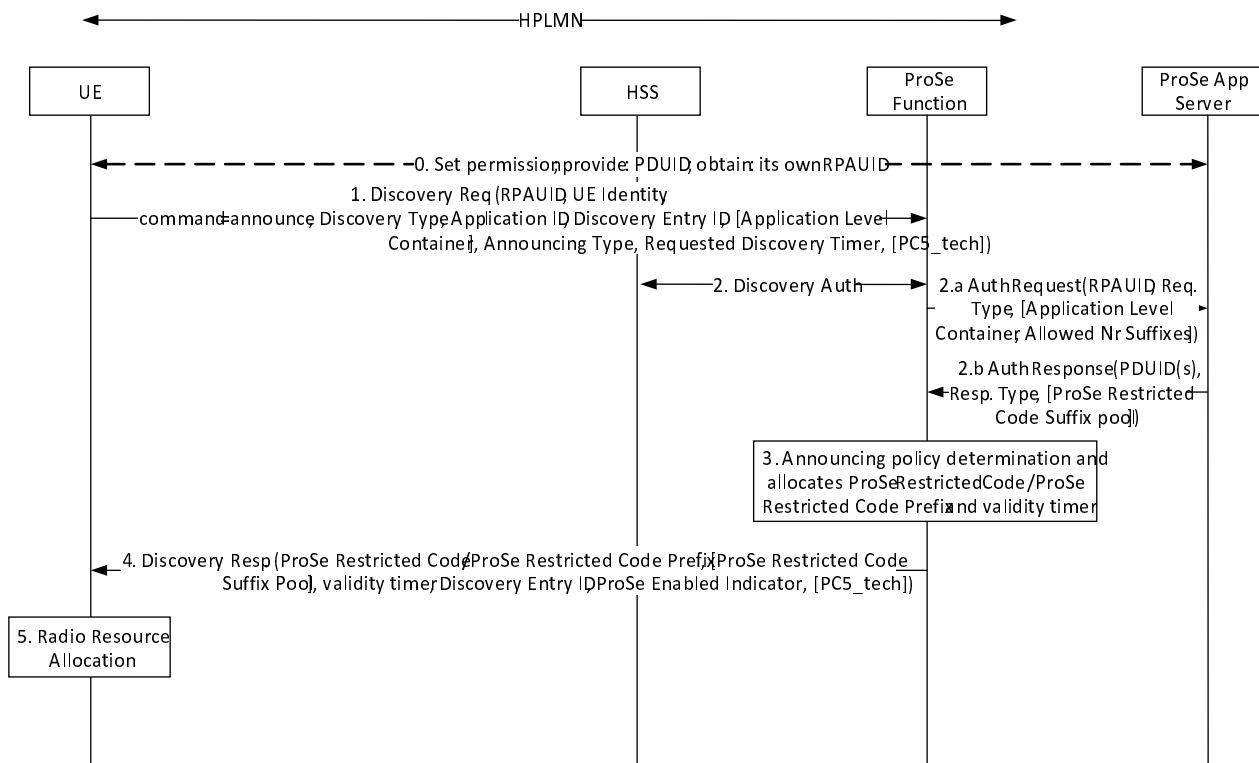 HPLMN
UE
HSS
ProSe
Function
ProSe App
Server
0. Set permission; provide: PDUID; obtain: its own RPAUID
1. Discovery Req (RPAUID, UE Identity,
command=announce, Discovery Type, Application ID, Discovery Entry ID, [Application Level
Container], Announcing Type, Requested Discovery Timer, [PC5_tech])
2. Discovery Auth
2.a Auth Request(RPAUID, Req.
Type, [Application Level
Container, Allowed Nr Suffixes])
2.b Auth Response(PDUID(s),
Resp. Type, [ProSe Restricted
Code Suffix pool])
3. Announcing policy determination and
allocates ProSe Restricted Code/ProSe
Restricted Code Prefix and validity timer
4. Discovery Resp (ProSe Restricted Code/ProSe Restricted Code Prefix, [ProSe Restricted Code
Suffix Pool], validity timer, Discovery Entry ID, ProSe Enabled Indicator, [PC5_tech])
5. Radio Resource
Allocation